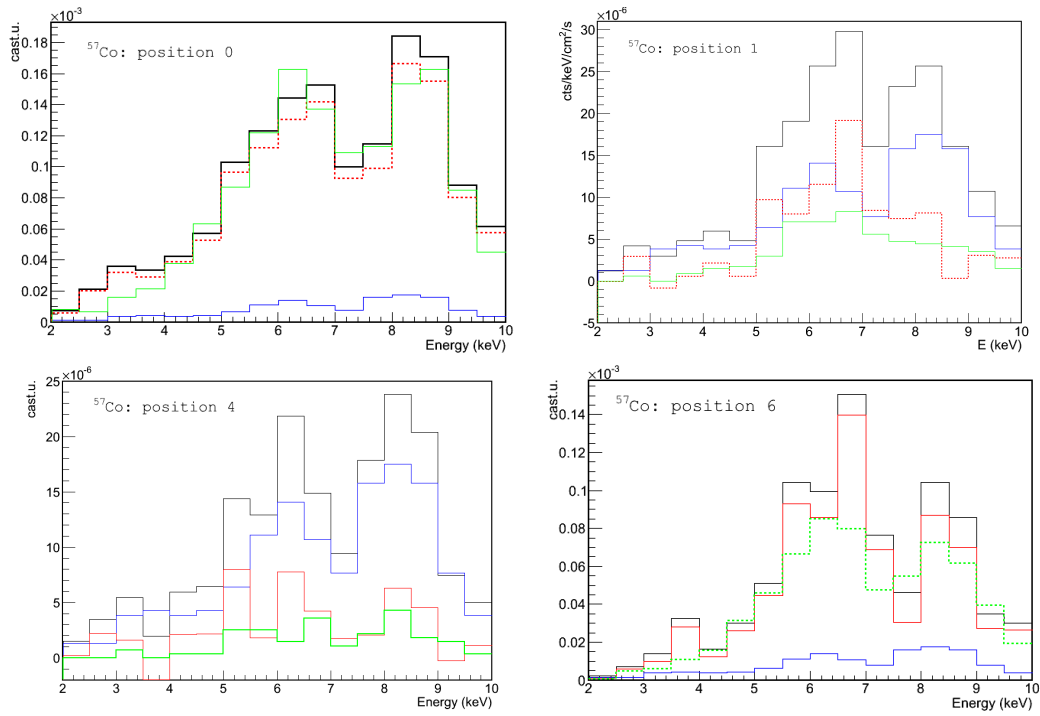 ×10⁻³
cast.u.
⁵⁷Co: position 0
0.18
0.16
0.14
0.12
0.1
0.08
0.06
0.04
0.02
0
2 3 4 5 6 7 8 9 10
Energy (keV)
×10⁻⁶
cts/keV/cm²/s
⁵⁷Co: position 1
30
25
20
15
10
5
0
-5
2 3 4 5 6 7 8 9 10
E (keV)
×10⁻⁶
cast.u.
⁵⁷Co: position 4
25
20
15
10
5
0
2 3 4 5 6 7 8 9 10
Energy (keV)
×10⁻³
cast.u.
⁵⁷Co: position 6
0.14
0.12
0.1
0.08
0.06
0.04
0.02
0
2 3 4 5 6 7 8 9 10
Energy (keV)